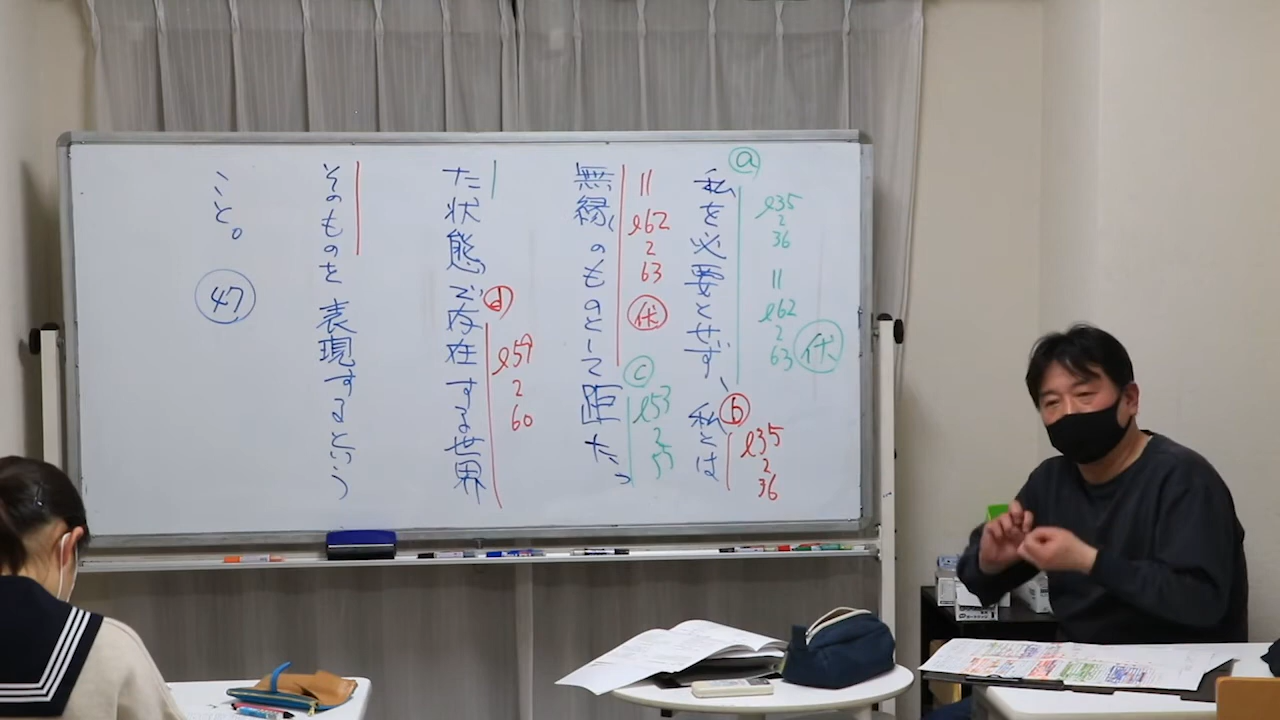 私を必要とせず、私とは
無縁のものとして距たっ
た状態で存在する世界
そのものを表現するという
こと。
47
a
l35
2
36
=
l62
2
63
伏
b
l35
2
36
=
l62
2
63
伏
c
l53
2
55
d
l59
2
60